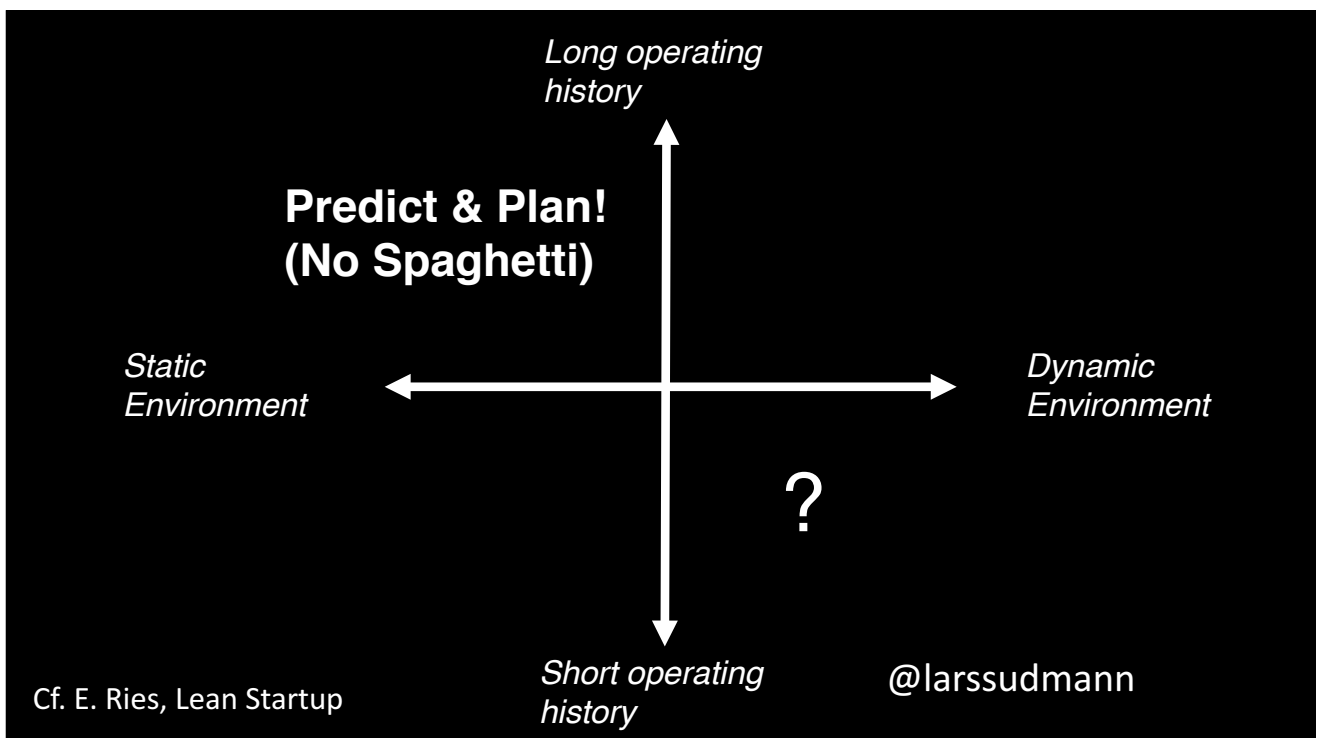 Long operating
history
Predict & Plan!
(No Spaghetti)
Static
Environment
Dynamic
Environment
?
Short operating
history
@larssudmann
Cf. E. Ries, Lean Startup